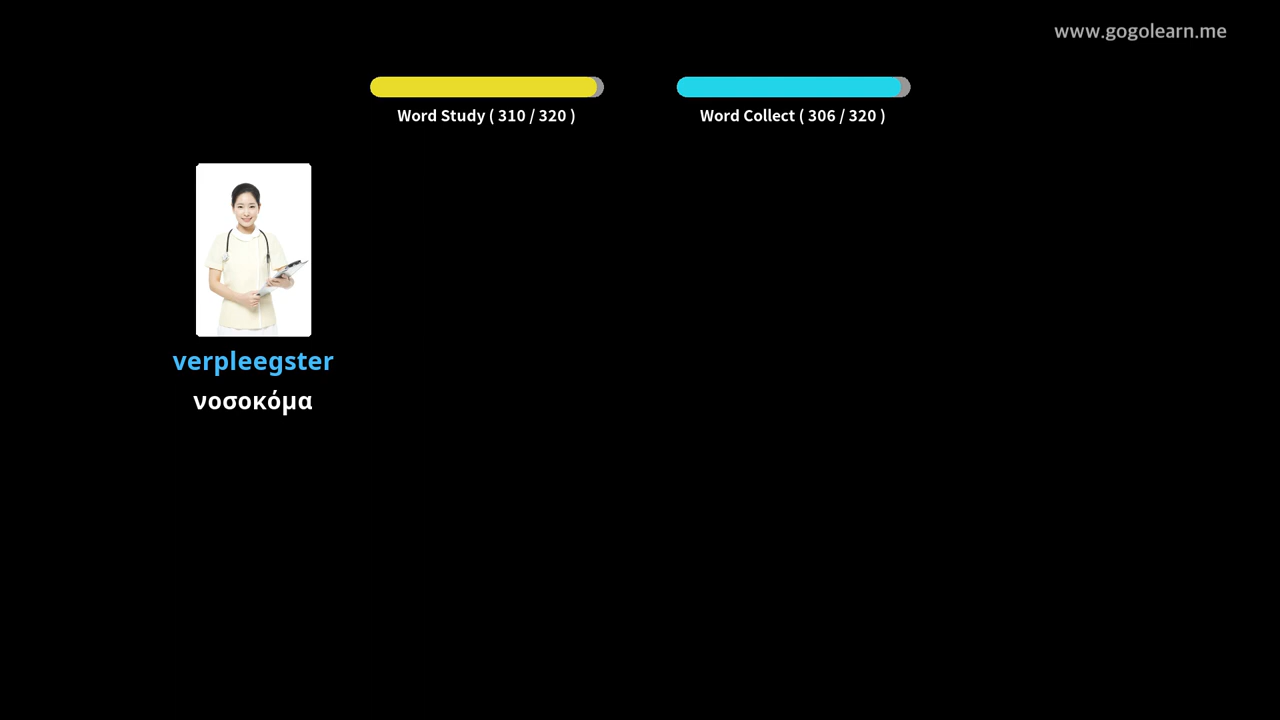 www.gogolearn.me
Word Study ( 310 / 320 )
Word Collect ( 306 / 320 )
verpleegster
νοσοκόμα